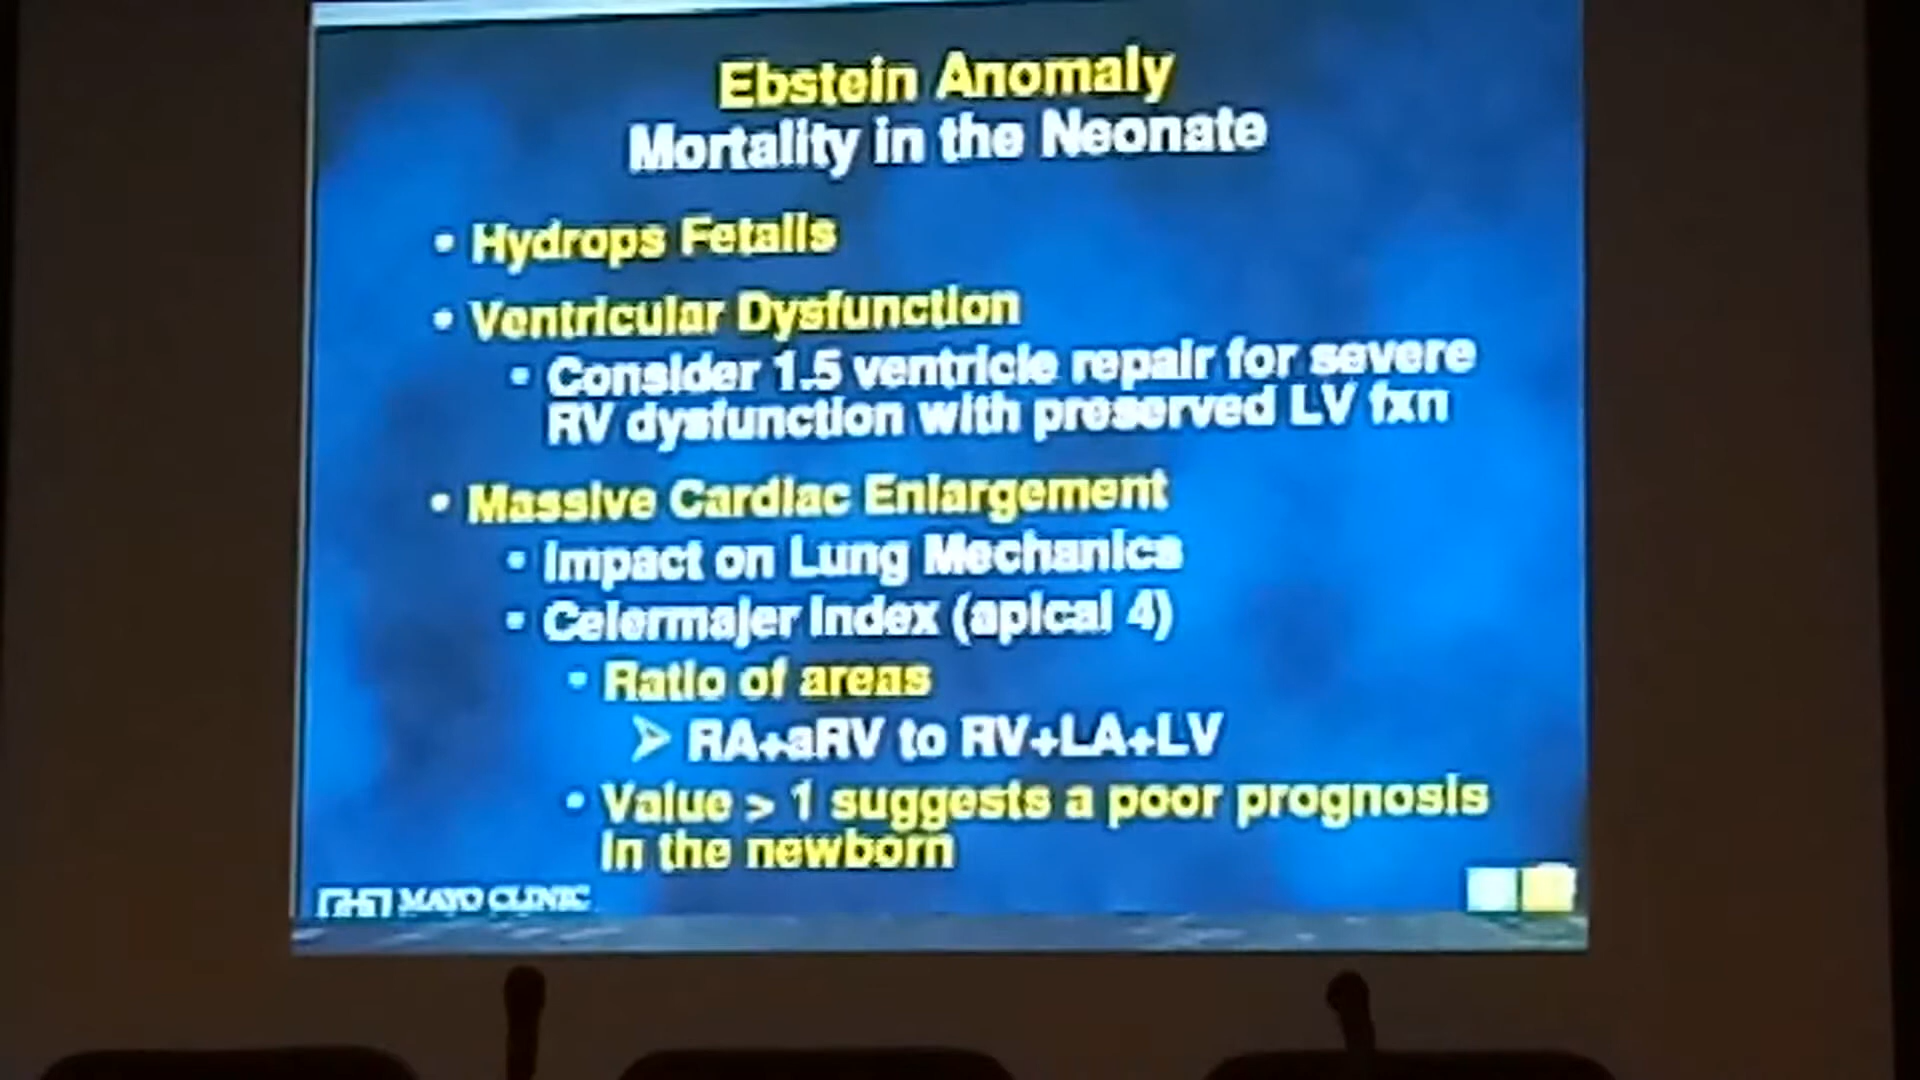 Ebstein Anomaly
Mortality in the Neonate
• Hydrops Fetalis
• Ventricular Dysfunction
• Consider 1.5 ventricle repair for severe
RV dysfunction with preserved LV fxn
• Massive Cardiac Enlargement
• Impact on Lung Mechanics
• Celermajer Index (apical 4)
• Ratio of areas
➢ RA+aRV to RV+LA+LV
• Value > 1 suggests a poor prognosis
in the newborn
MAYO CLINIC